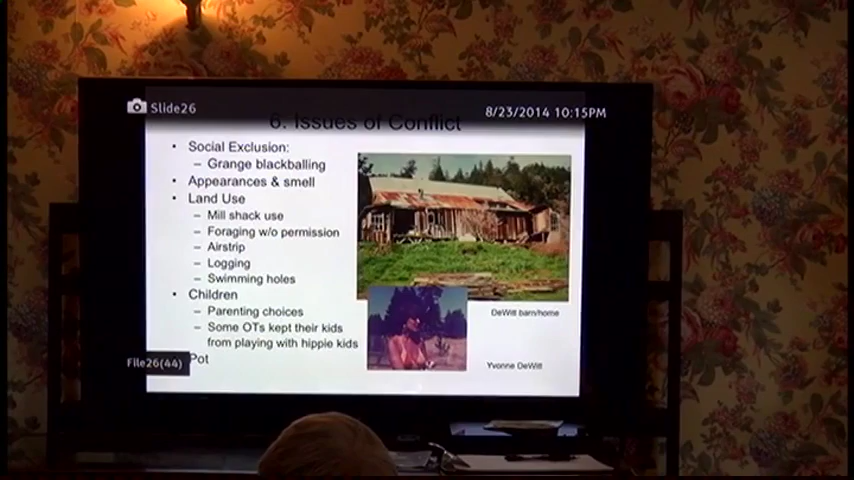 Slide26
8/23/2014 10:15PM
6. Issues of Conflict
• Social Exclusion:
– Grange blackballing
• Appearances & smell
• Land Use
– Mill shack use
– Foraging w/o permission
– Airstrip
– Logging
– Swimming holes
• Children
– Parenting choices
– Some OTs kept their kids
from playing with hippie kids
Pot
File26(44)
DeWitt barn/home
Yvonne DeWitt